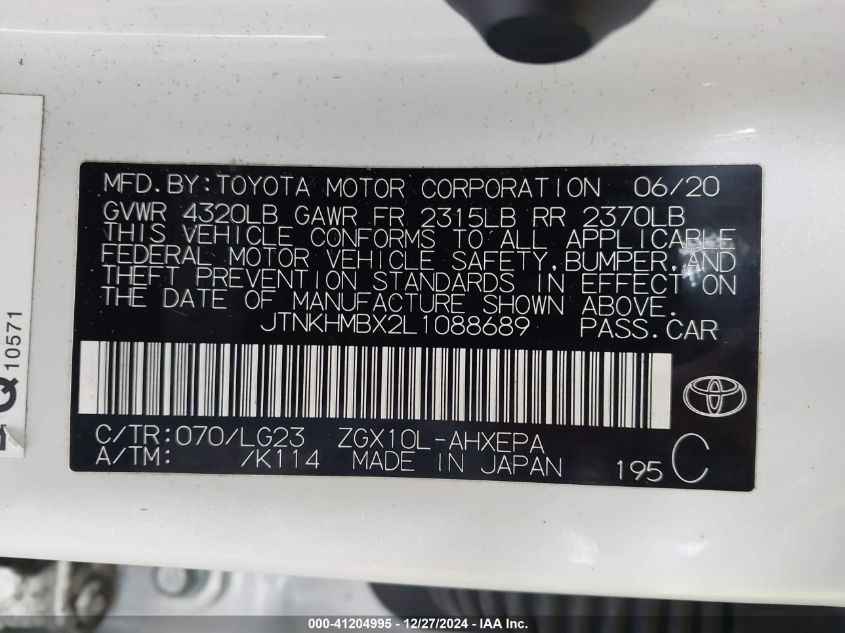 MFD.BY:TOYOTA MOTOR CORPORATION 06/20
GVWR 4320LB GAWR FR 2315LB RR 2370LB
THIS VEHICLE CONFORMS TO ALL APPLICABLE
FEDERAL MOTOR VEHICLE SAFETY,BUMPER,AND
THEFT PREVENTION STANDARDS IN EFFECT ON
THE DATE OF MANUFACTURE SHOWN ABOVE.
JTNKHMBX2L1088689 PASS.CAR
C/TR:070/LG23 ZGX10L-AHXEPA
A/TM: /K114 MADE IN JAPAN 195 C
10571
000-41204995 - 12/27/2024 - IAA Inc.